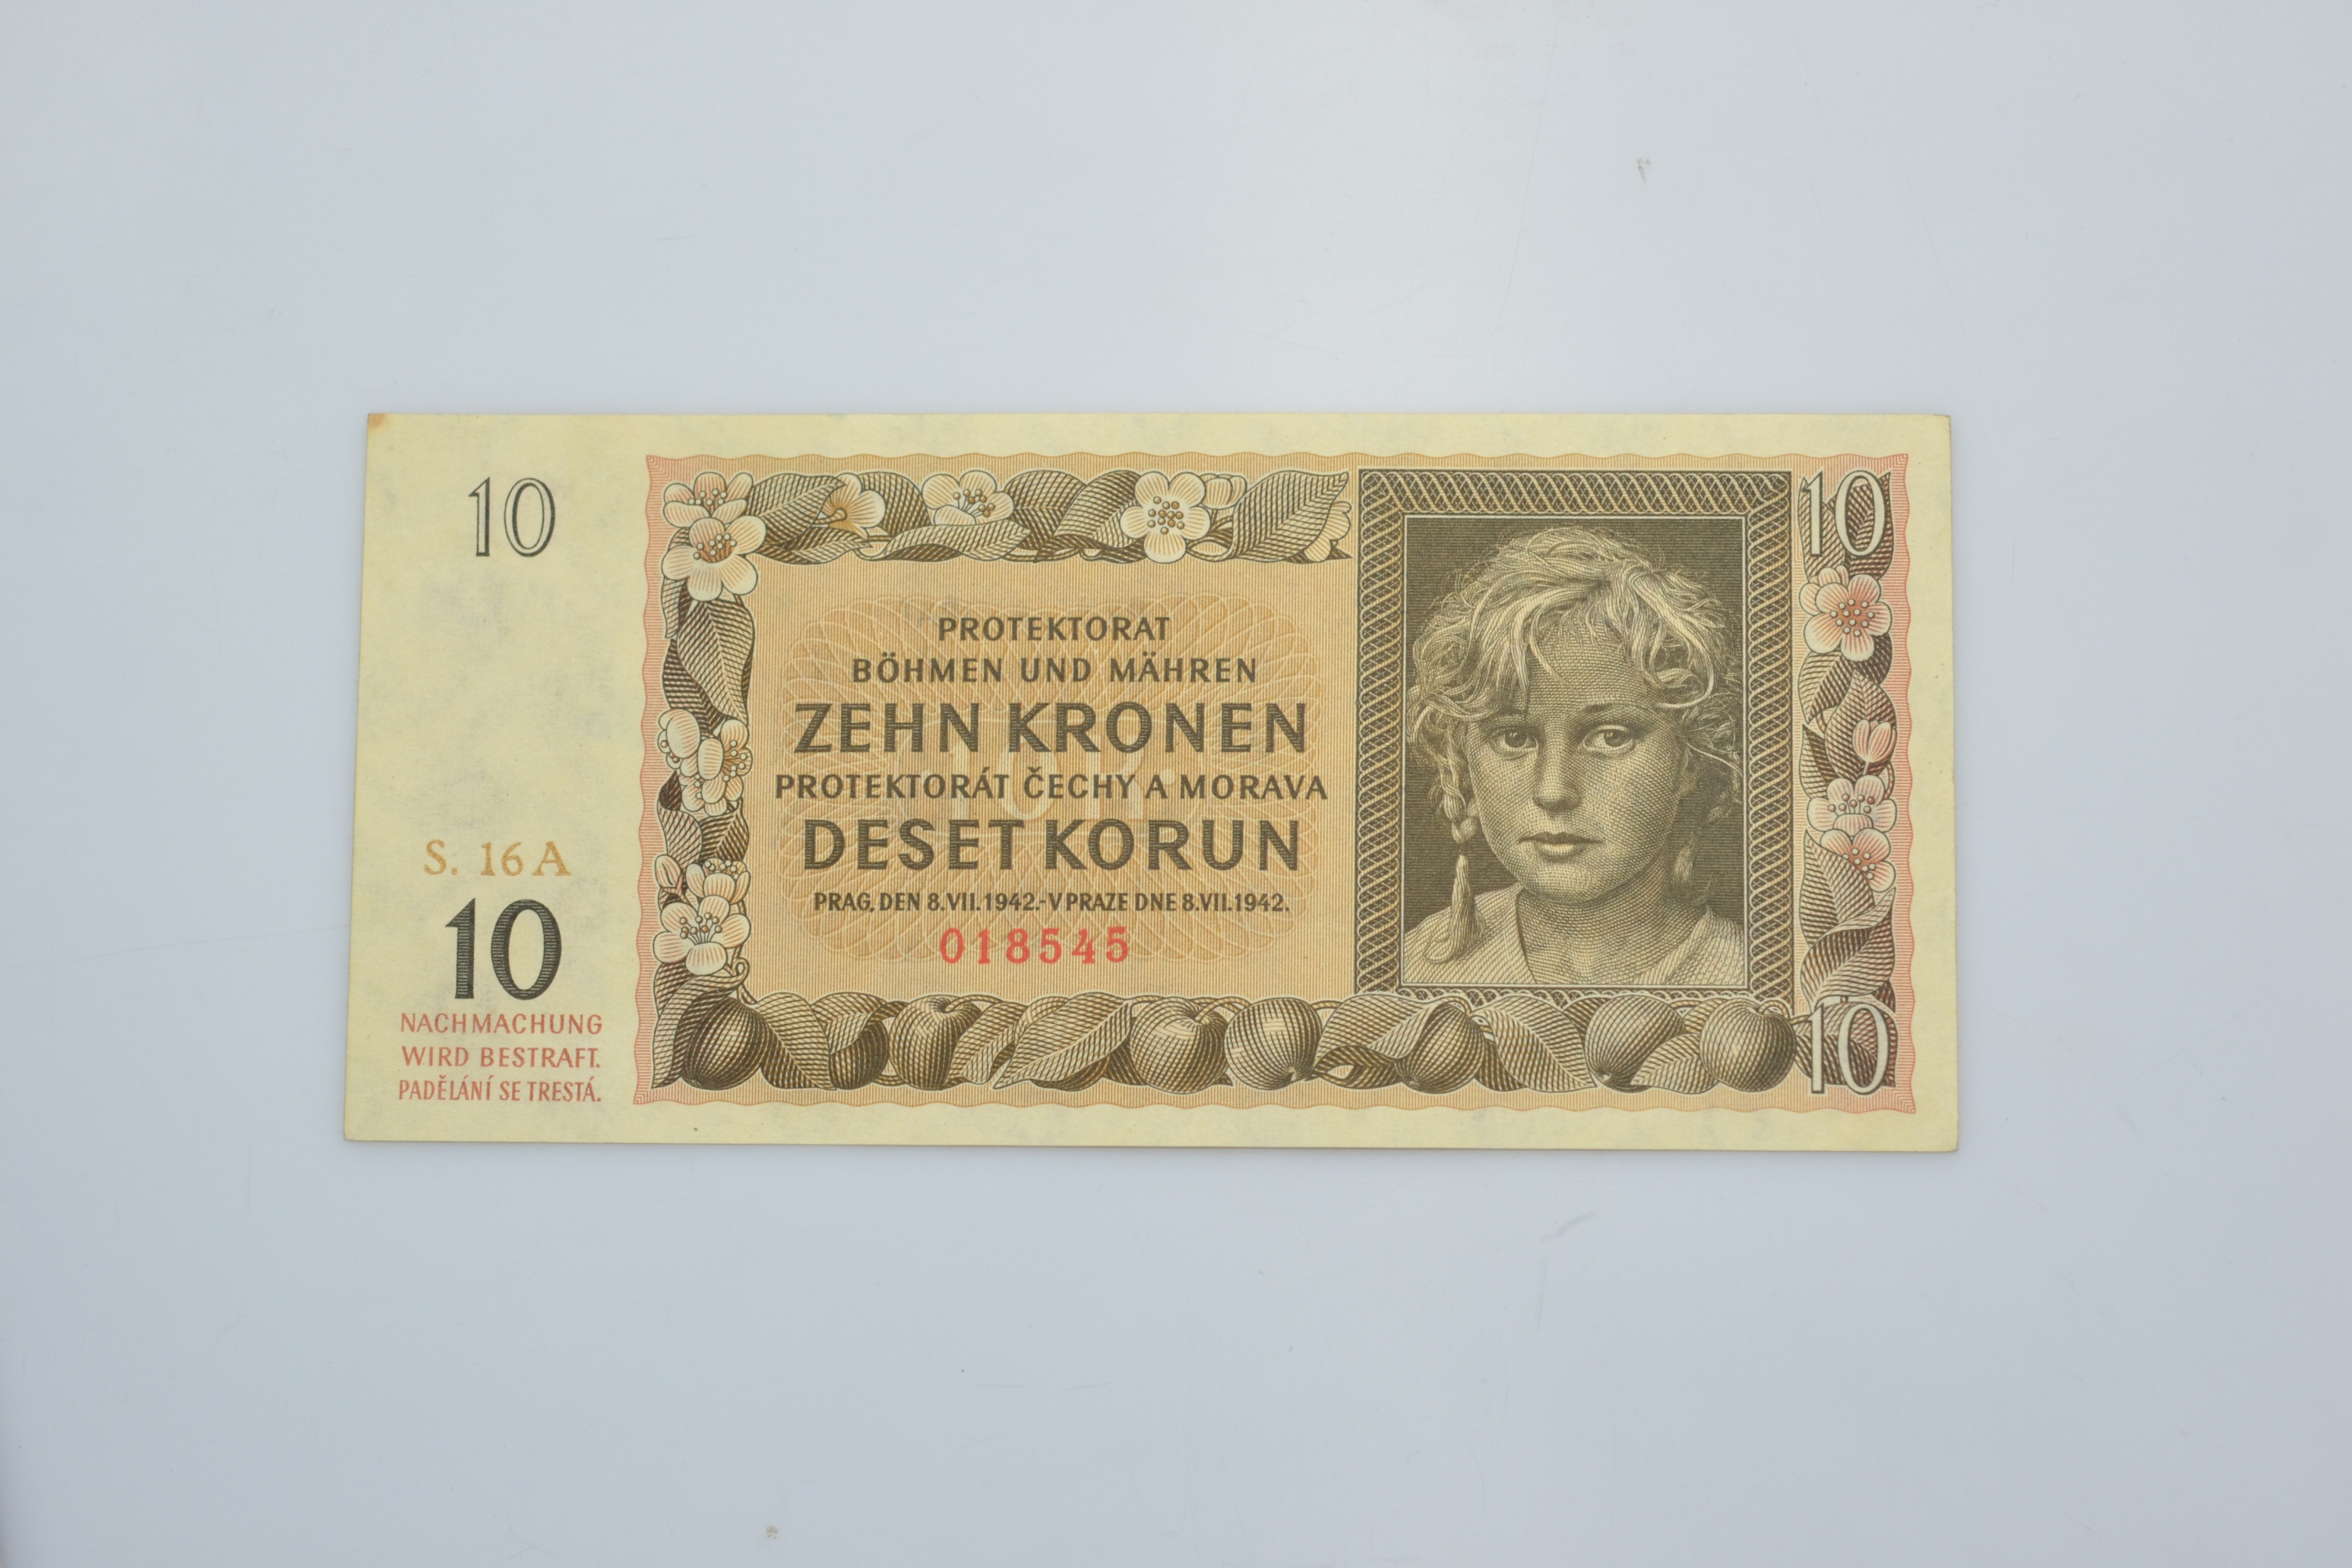 10
10
PROTEKTORAT
BÖHMEN UND MÄHREN
ZEHN KRONEN
PROTEKTORÁT ČECHY A MORAVA
DESET KORUN
PRAG, DEN 8.VII.1942.-V PRAZE DNE 8.VII.1942.
018545
S. 16 A
10
NACHMACHUNG
WIRD BESTRAFT.
PADĚLÁNÍ SE TRESTÁ.
10